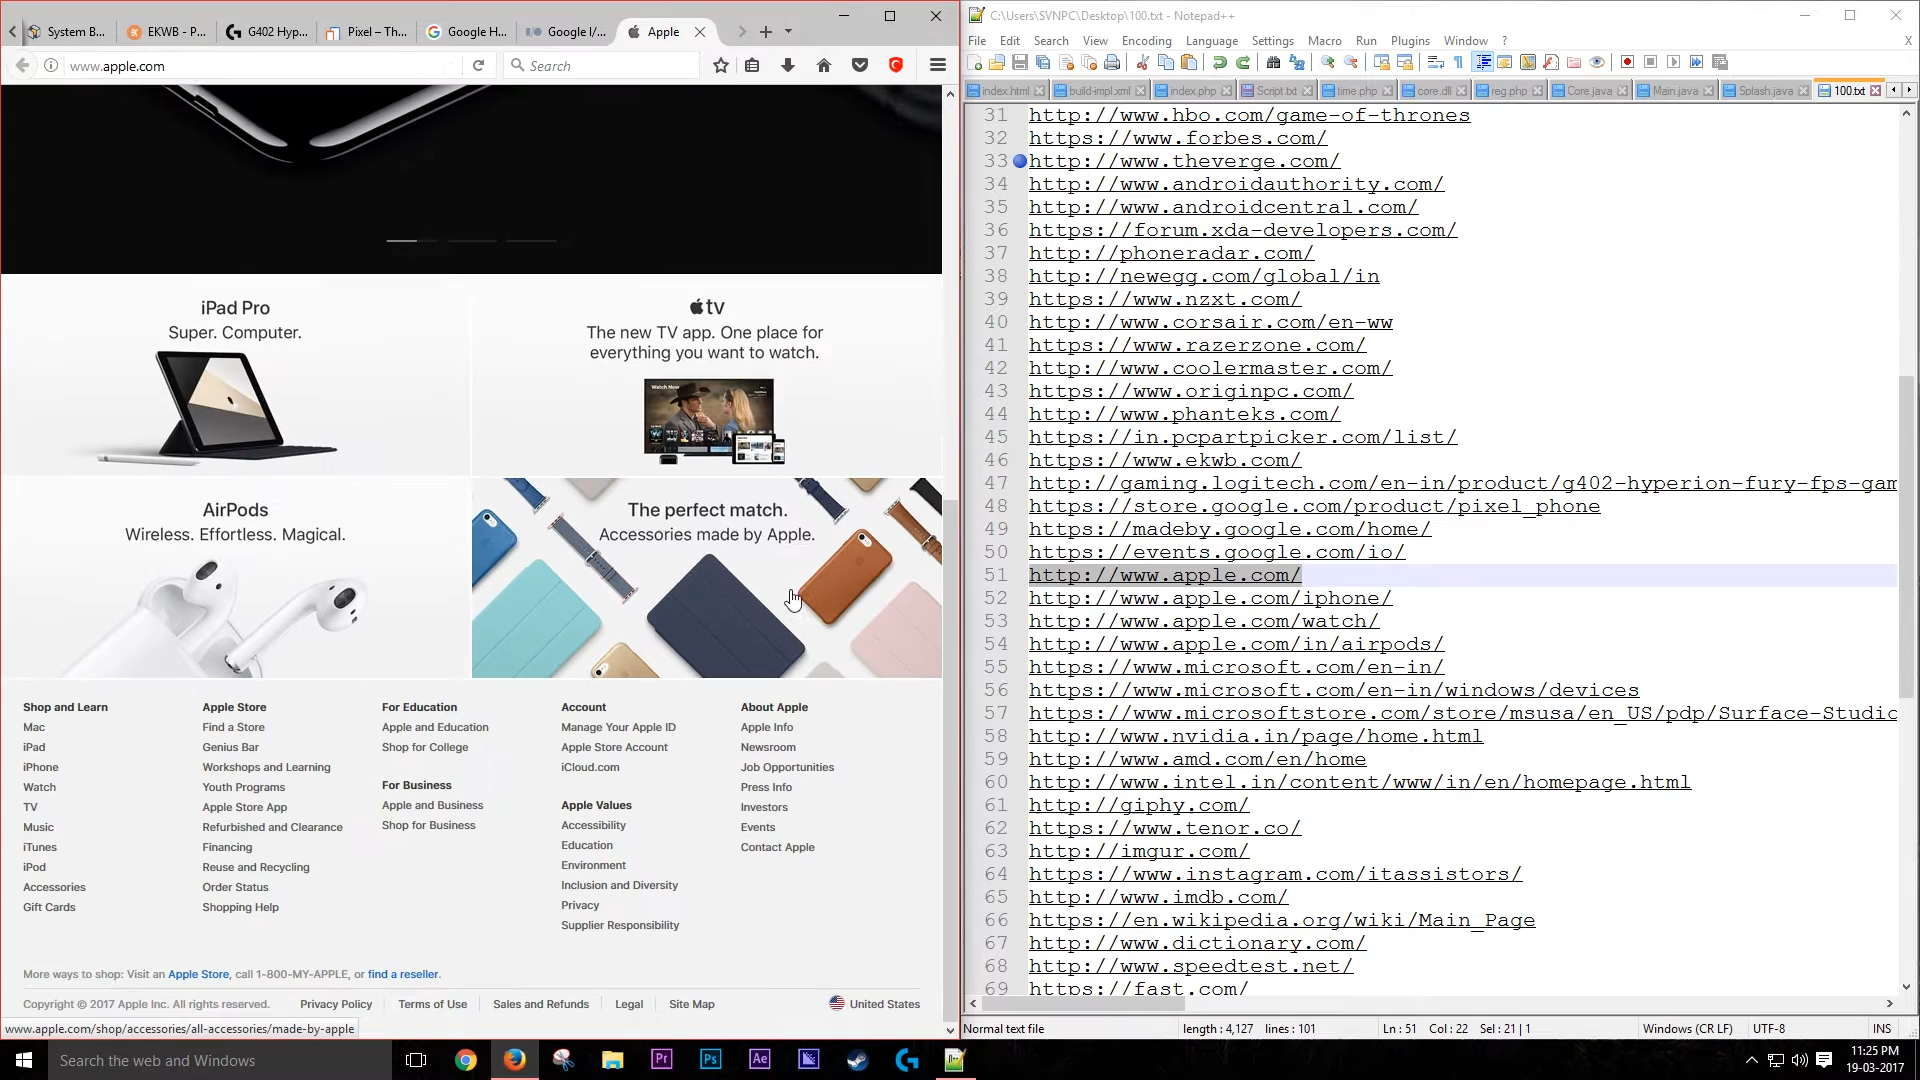 System B...
EKWB - P...
G402 Hyp...
Pixel – Th...
Google H...
Google I/...
Apple
www.apple.com
Search
iPad Pro
Super. Computer.
tv
The new TV app. One place for
everything you want to watch.
Watch Now
AirPods
Wireless. Effortless. Magical.
The perfect match.
Accessories made by Apple.
Shop and Learn
Mac
iPad
iPhone
Watch
TV
Music
iTunes
iPod
Accessories
Gift Cards
Apple Store
Find a Store
Genius Bar
Workshops and Learning
Youth Programs
Apple Store App
Refurbished and Clearance
Financing
Reuse and Recycling
Order Status
Shopping Help
For Education
Apple and Education
Shop for College
For Business
Apple and Business
Shop for Business
Account
Manage Your Apple ID
Apple Store Account
iCloud.com
Apple Values
Accessibility
Education
Environment
Inclusion and Diversity
Privacy
Supplier Responsibility
About Apple
Apple Info
Newsroom
Job Opportunities
Press Info
Investors
Events
Contact Apple
More ways to shop: Visit an Apple Store, call 1-800-MY-APPLE, or find a reseller.
Copyright © 2017 Apple Inc. All rights reserved. Privacy Policy Terms of Use Sales and Refunds Legal Site Map United States
www.apple.com/shop/accessories/all-accessories/made-by-apple
C:\Users\SVNPC\Desktop\100.txt - Notepad++
File Edit Search View Encoding Language Settings Macro Run Plugins Window ? X
index.html build-impl.xml index.php Script.txt time.php core.dll reg.php Core.java Main.java Splash.java 100.txt
31 http://www.hbo.com/game-of-thrones
32 https://www.forbes.com/
33 http://www.theverge.com/
34 http://www.androidauthority.com/
35 http://www.androidcentral.com/
36 https://forum.xda-developers.com/
37 http://phoneradar.com/
38 http://newegg.com/global/in
39 https://www.nzxt.com/
40 http://www.corsair.com/en-ww
41 http://www.razerzone.com/
42 http://www.coolermaster.com/
43 https://www.originpc.com/
44 http://www.phanteks.com/
45 https://in.pcpartpicker.com/list/
46 https://www.ekwb.com/
47 http://gaming.logitech.com/en-in/product/g402-hyperion-fury-fps-gam
48 https://store.google.com/product/pixel_phone
49 https://madeby.google.com/home/
50 https://events.google.com/io/
51 http://www.apple.com/
52 http://www.apple.com/iphone/
53 http://www.apple.com/watch/
54 http://www.apple.com/in/airpods/
55 https://www.microsoft.com/en-in/
56 https://www.microsoft.com/en-in/windows/devices
57 https://www.microsoftstore.com/store/msusa/en_US/pdp/Surface-Studio
58 http://www.nvidia.in/page/home.html
59 http://www.amd.com/en/home
60 http://www.intel.in/content/www/in/en/homepage.html
61 http://giphy.com/
62 https://www.tenor.co/
63 http://imgur.com/
64 https://www.instagram.com/itassistors/
65 http://www.imdb.com/
66 https://en.wikipedia.org/wiki/Main_Page
67 http://www.dictionary.com/
68 http://www.speedtest.net/
69 https://fast.com/
Normal text file length : 4,127 lines : 101 Ln : 51 Col : 22 Sel : 21 | 1 Windows (CR LF) UTF-8 INS
Search the web and Windows
Pr
Ps
Ae
11:25 PM
19-03-2017